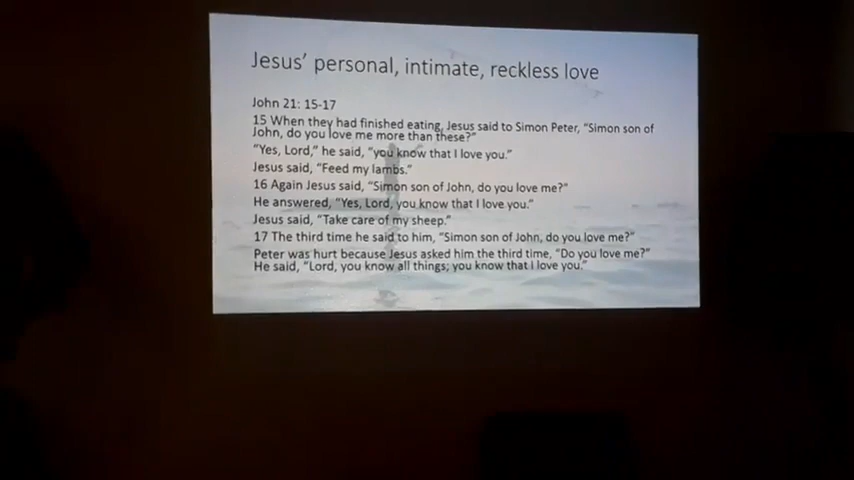 Jesus’ personal, intimate, reckless love
John 21: 15-17
15 When they had finished eating, Jesus said to Simon Peter, “Simon son of
John, do you love me more than these?”
“Yes, Lord,” he said, “you know that I love you.”
Jesus said, “Feed my lambs.”
16 Again Jesus said, “Simon son of John, do you love me?”
He answered, “Yes, Lord, you know that I love you.”
Jesus said, “Take care of my sheep.”
17 The third time he said to him, “Simon son of John, do you love me?”
Peter was hurt because Jesus asked him the third time, “Do you love me?”
He said, “Lord, you know all things; you know that I love you.”